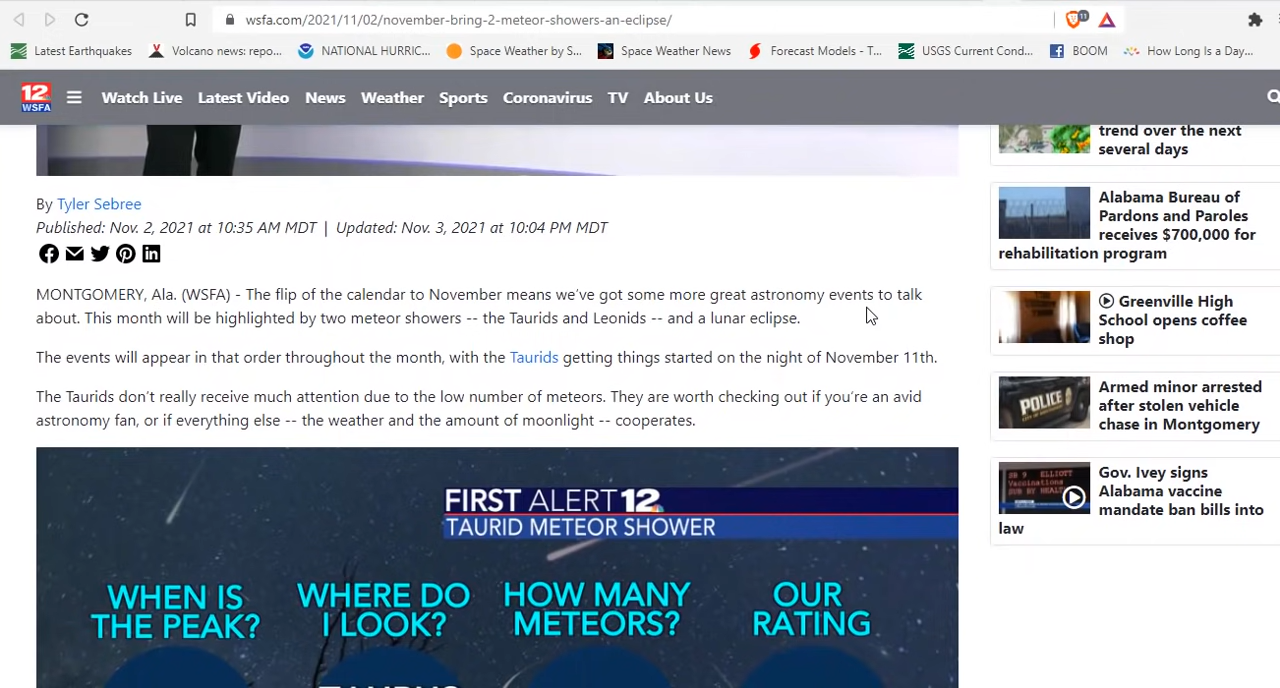 wsfa.com/2021/11/02/november-bring-2-meteor-showers-an-eclipse/
11
Latest Earthquakes
Volcano news: repo...
NATIONAL HURRIC...
Space Weather by S...
Space Weather News
Forecast Models - T...
USGS Current Cond...
BOOM
How Long Is a Day...
12
WSFA
Watch Live
Latest Video
News
Weather
Sports
Coronavirus
TV
About Us
By Tyler Sebree
Published: Nov. 2, 2021 at 10:35 AM MDT | Updated: Nov. 3, 2021 at 10:04 PM MDT
MONTGOMERY, Ala. (WSFA) - The flip of the calendar to November means we’ve got some more great astronomy events to talk
about. This month will be highlighted by two meteor showers -- the Taurids and Leonids -- and a lunar eclipse.
The events will appear in that order throughout the month, with the Taurids getting things started on the night of November 11th.
The Taurids don’t really receive much attention due to the low number of meteors. They are worth checking out if you’re an avid
astronomy fan, or if everything else -- the weather and the amount of moonlight -- cooperates.
FIRST ALERT 12
TAURID METEOR SHOWER
WHEN IS
THE PEAK?
WHERE DO
I LOOK?
HOW MANY
METEORS?
OUR
RATING
trend over the next
several days
Alabama Bureau of
Pardons and Paroles
receives $700,000 for
rehabilitation program
Greenville High
School opens coffee
shop
POLICE
Armed minor arrested
after stolen vehicle
chase in Montgomery
SB 9 ELLIOTT
Gov. Ivey signs
Alabama vaccine
mandate ban bills into
law